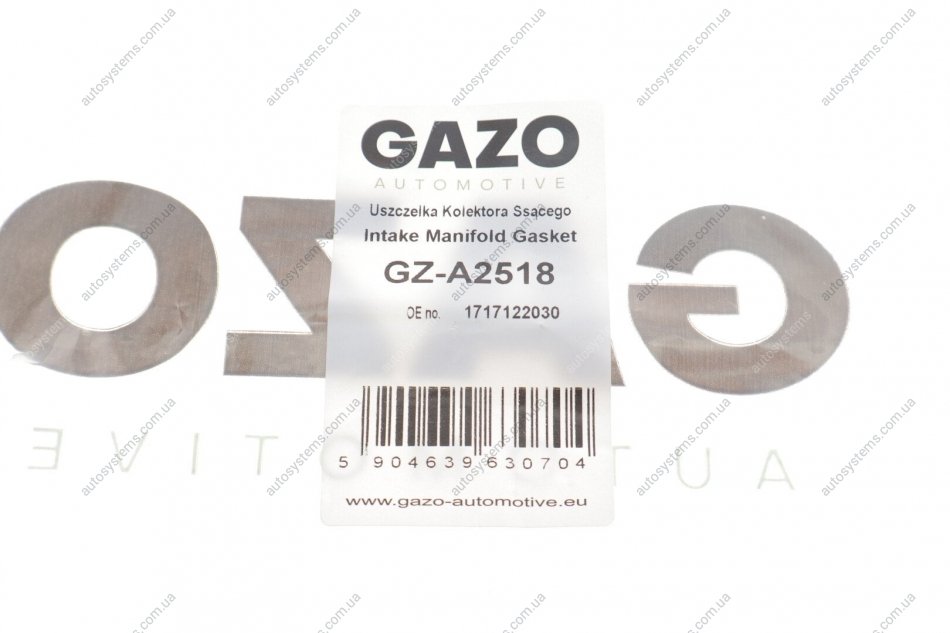 GAZO
AUTOMOTIVE
Uszczelka Kolektora Ssącego
Intake Manifold Gasket
GZ-A2518
OE no. 1717122030
5 904639 630704
www.gazo-automotive.eu